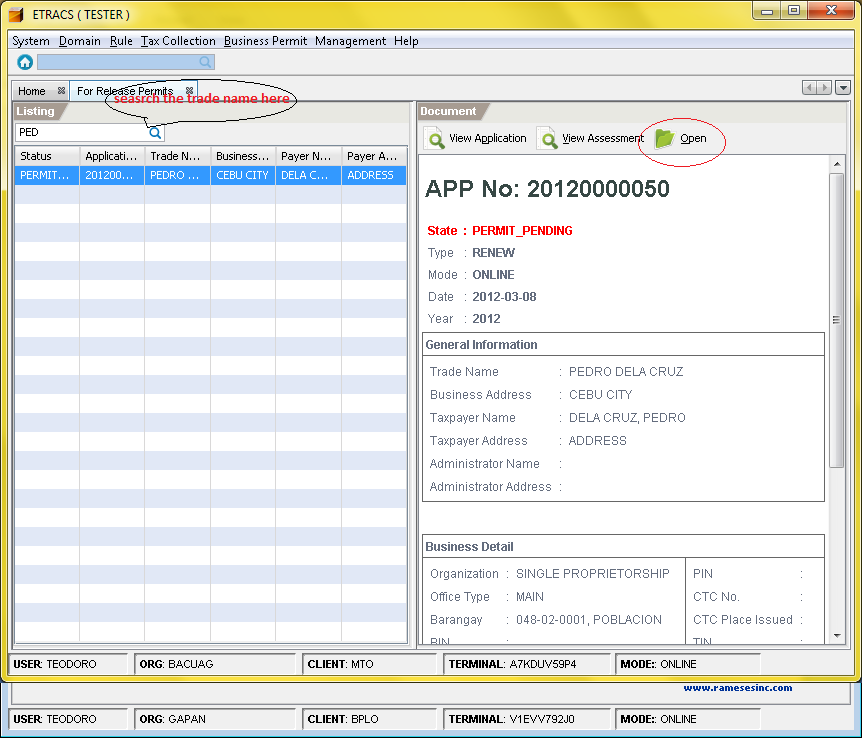 ETRACS ( TESTER )
System Domain Rule Tax Collection Business Permit Management Help
Home For Release Permits
seasrch the trade name here
Listing
PED
Status Applicati... Trade N... Business... Payer N... Payer A...
PERMIT... 201200... PEDRO ... CEBU CITY DELA C... ADDRESS
Document
View Application View Assessment Open
APP No: 20120000050
State : PERMIT_PENDING
Type : RENEW
Mode : ONLINE
Date : 2012-03-08
Year : 2012
General Information
Trade Name : PEDRO DELA CRUZ
Business Address : CEBU CITY
Taxpayer Name : DELA CRUZ, PEDRO
Taxpayer Address : ADDRESS
Administrator Name :
Administrator Address :
Business Detail
Organization : SINGLE PROPRIETORSHIP PIN :
Office Type : MAIN CTC No. :
Barangay : 048-02-0001, POBLACION CTC Place Issued :
BIN : TIN :
USER: TEODORO ORG: BACUAG CLIENT: MTO TERMINAL: A7KDUV59P4 MODE:: ONLINE
www.ramesesinc.com
USER: TEODORO ORG: GAPAN CLIENT: BPLO TERMINAL: V1EVV792J0 MODE:: ONLINE